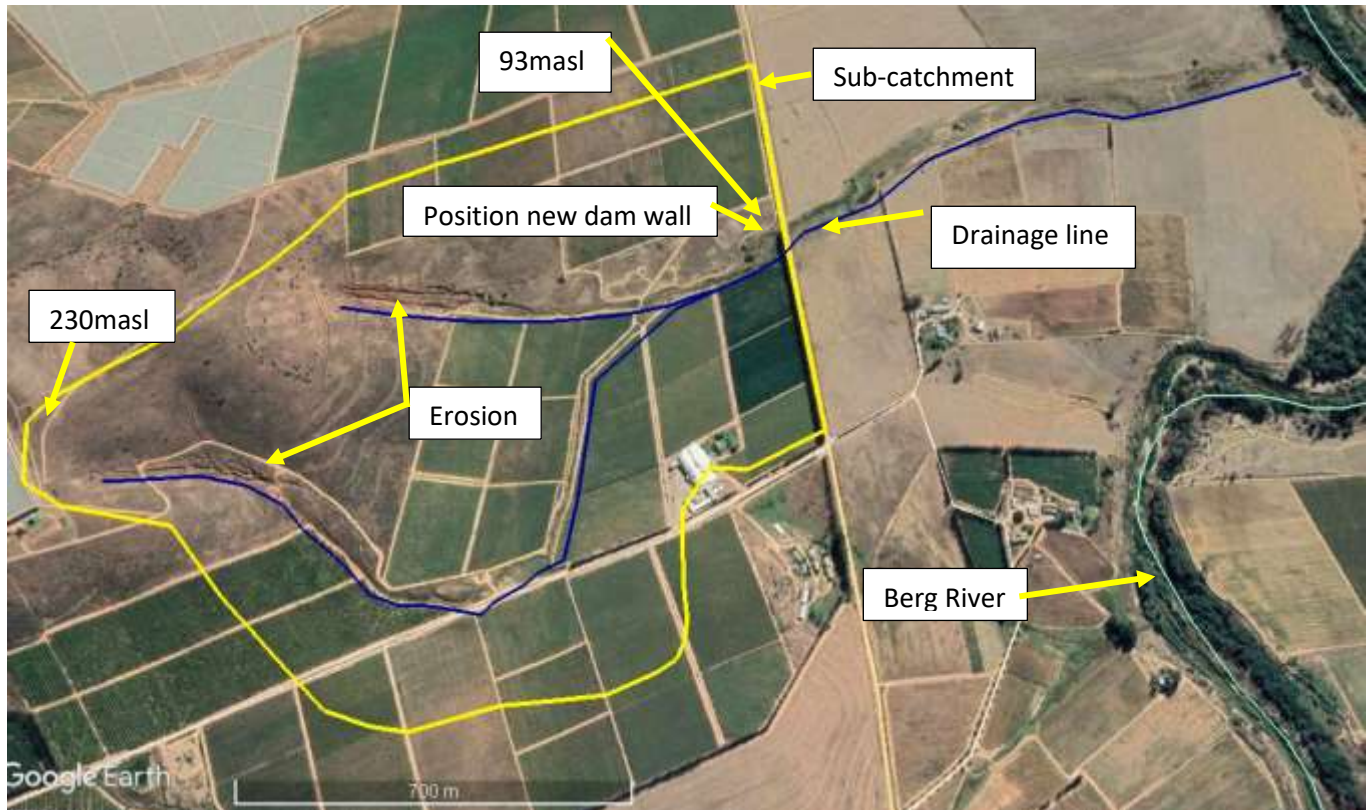 93masl
Sub-catchment
Position new dam wall
Drainage line
230masl
Erosion
Berg River
Google Earth
700 m